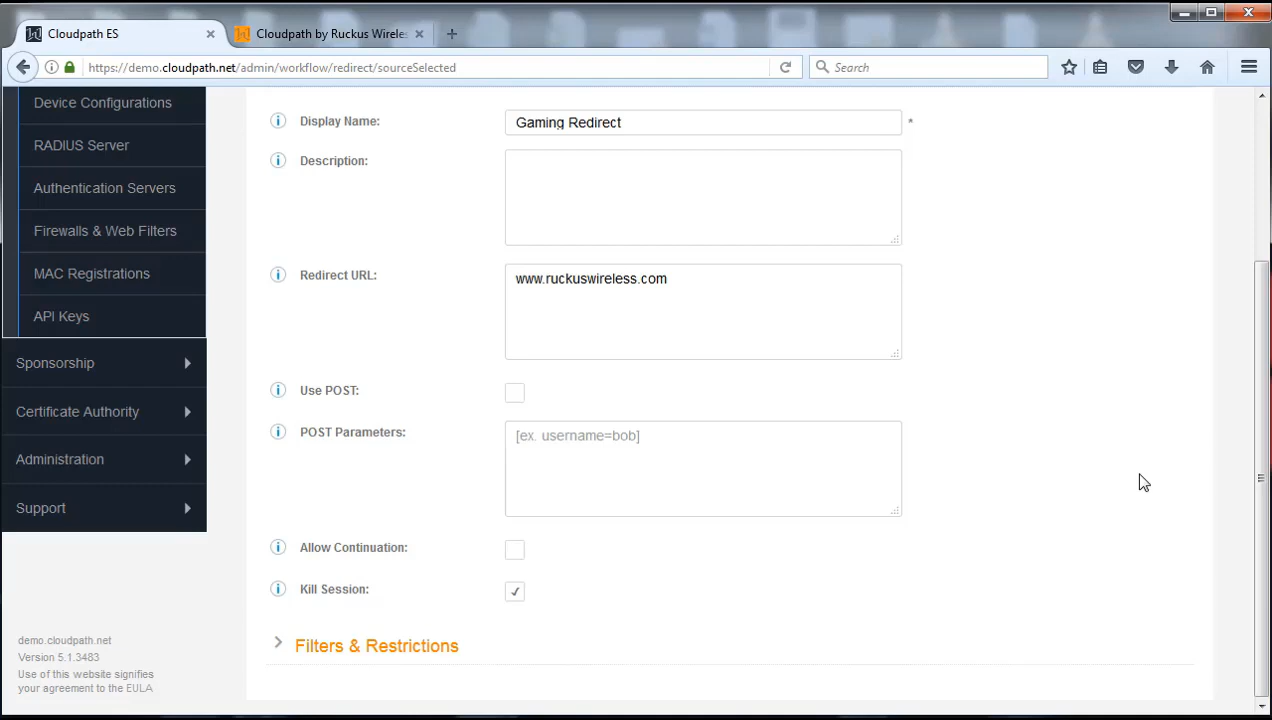 Cloudpath ES
Cloudpath by Ruckus Wirele
https://demo.cloudpath.net/admin/workflow/redirect/sourceSelected
Search
Device Configurations
RADIUS Server
Authentication Servers
Firewalls & Web Filters
MAC Registrations
API Keys
Sponsorship
Certificate Authority
Administration
Support
demo.cloudpath.net
Version 5.1.3483
Use of this website signifies
your agreement to the EULA
Display Name:
Gaming Redirect
*
Description:
Redirect URL:
www.ruckuswireless.com
Use POST:
POST Parameters:
[ex. username=bob]
Allow Continuation:
Kill Session:
Filters & Restrictions